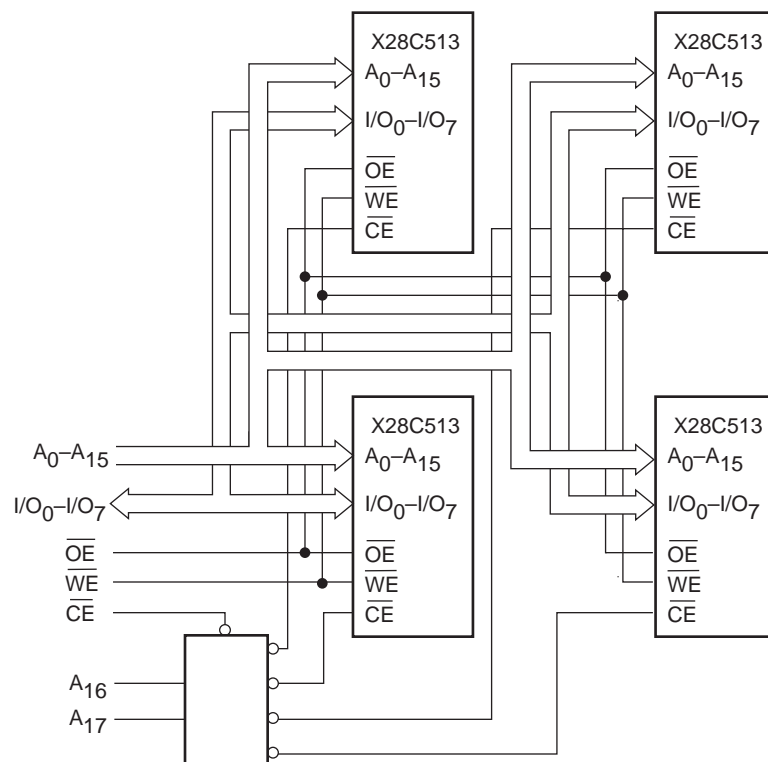 X28C513
A0–A15
I/O0–I/O7
OE
WE
CE
X28C513
A0–A15
I/O0–I/O7
OE
WE
CE
X28C513
A0–A15
I/O0–I/O7
OE
WE
CE
X28C513
A0–A15
I/O0–I/O7
OE
WE
CE
A0–A15
I/O0–I/O7
OE
WE
CE
A16
A17